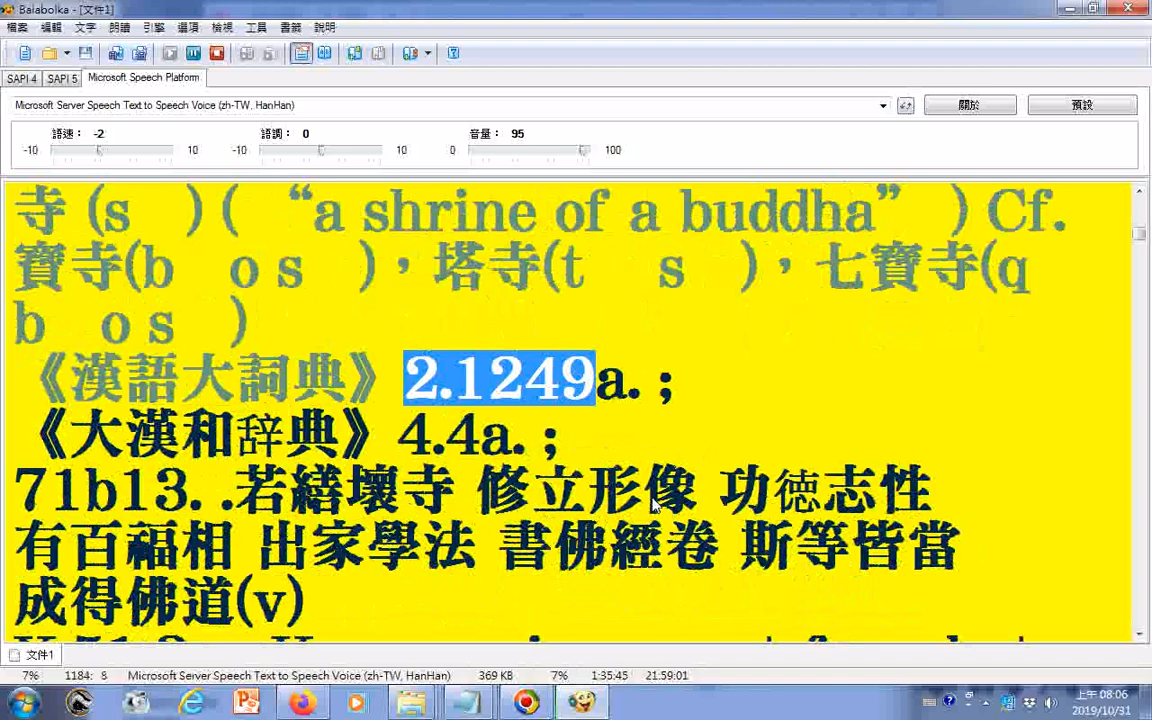 Balabolka - [文件1]
檔案 編輯 文字 朗讀 引擎 選項 檢視 工具 書籤 說明
SAPI 4 SAPI 5 Microsoft Speech Platform
Microsoft Server Speech Text to Speech Voice (zh-TW, HanHan) 關於 預設
語速： -2 語調： 0 音量： 95
-10 10 -10 10 0 100
寺 (s ) ( “a shrine of a buddha” ) Cf.
寶寺(b o s )，塔寺(t s )，七寶寺(q
b o s )
《漢語大詞典》 2.1249a.；
《大漢和辞典》 4.4a.；
71b13. .若繕壞寺 修立形像 功徳志性
有百福相 出家學法 書佛經卷 斯等皆當
成得佛道(v)
文件1
7% 1184: 8 Microsoft Server Speech Text to Speech Voice (zh-TW, HanHan) 369 KB 7% 1:35:45 21:59:01
上午 08:06
2019/10/31